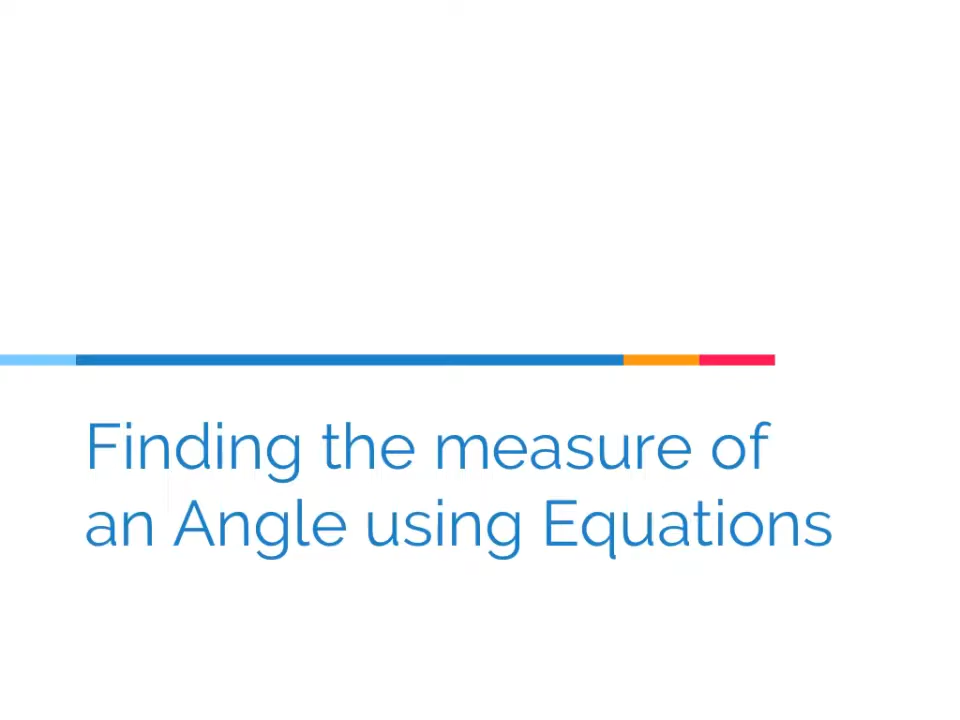 Finding the measure of
an Angle using Equations